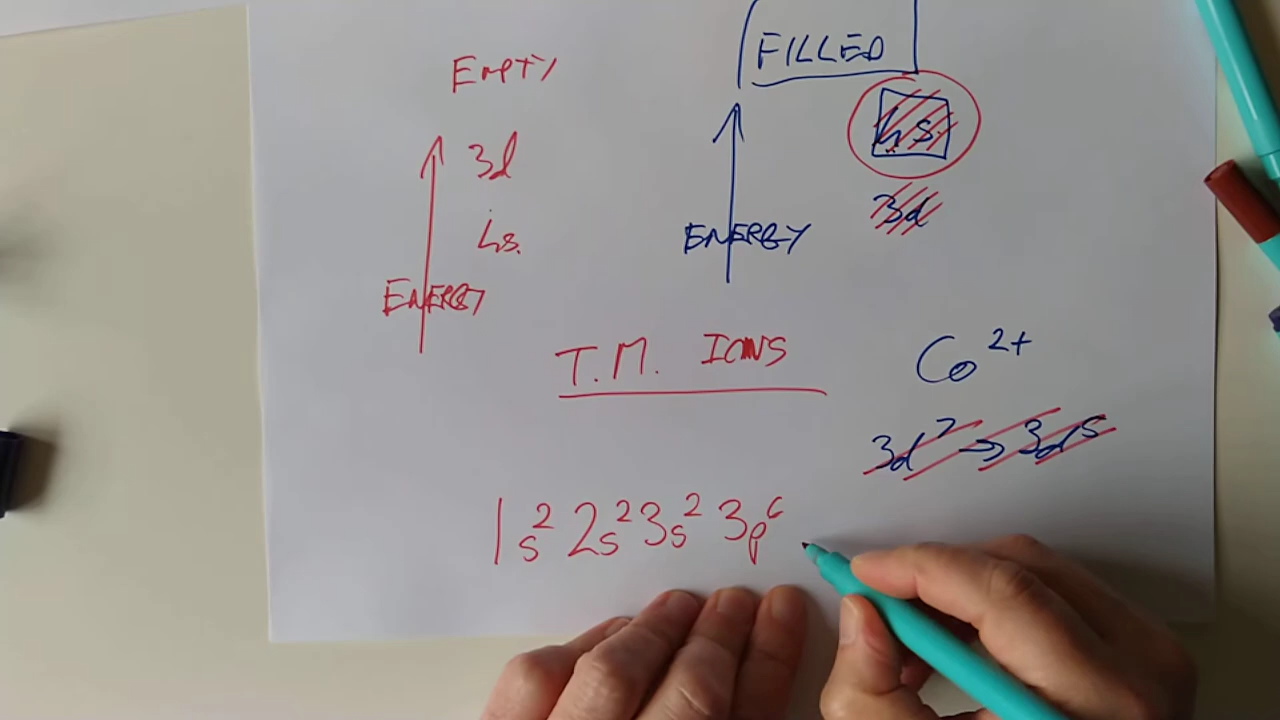 Empty
FILLED
3d
4s.
ENERGY
4s.
3d
ENERGY
T.M. IONS
Co²⁺
3d⁷ → 3d⁵
1s² 2s² 3s² 3p⁶